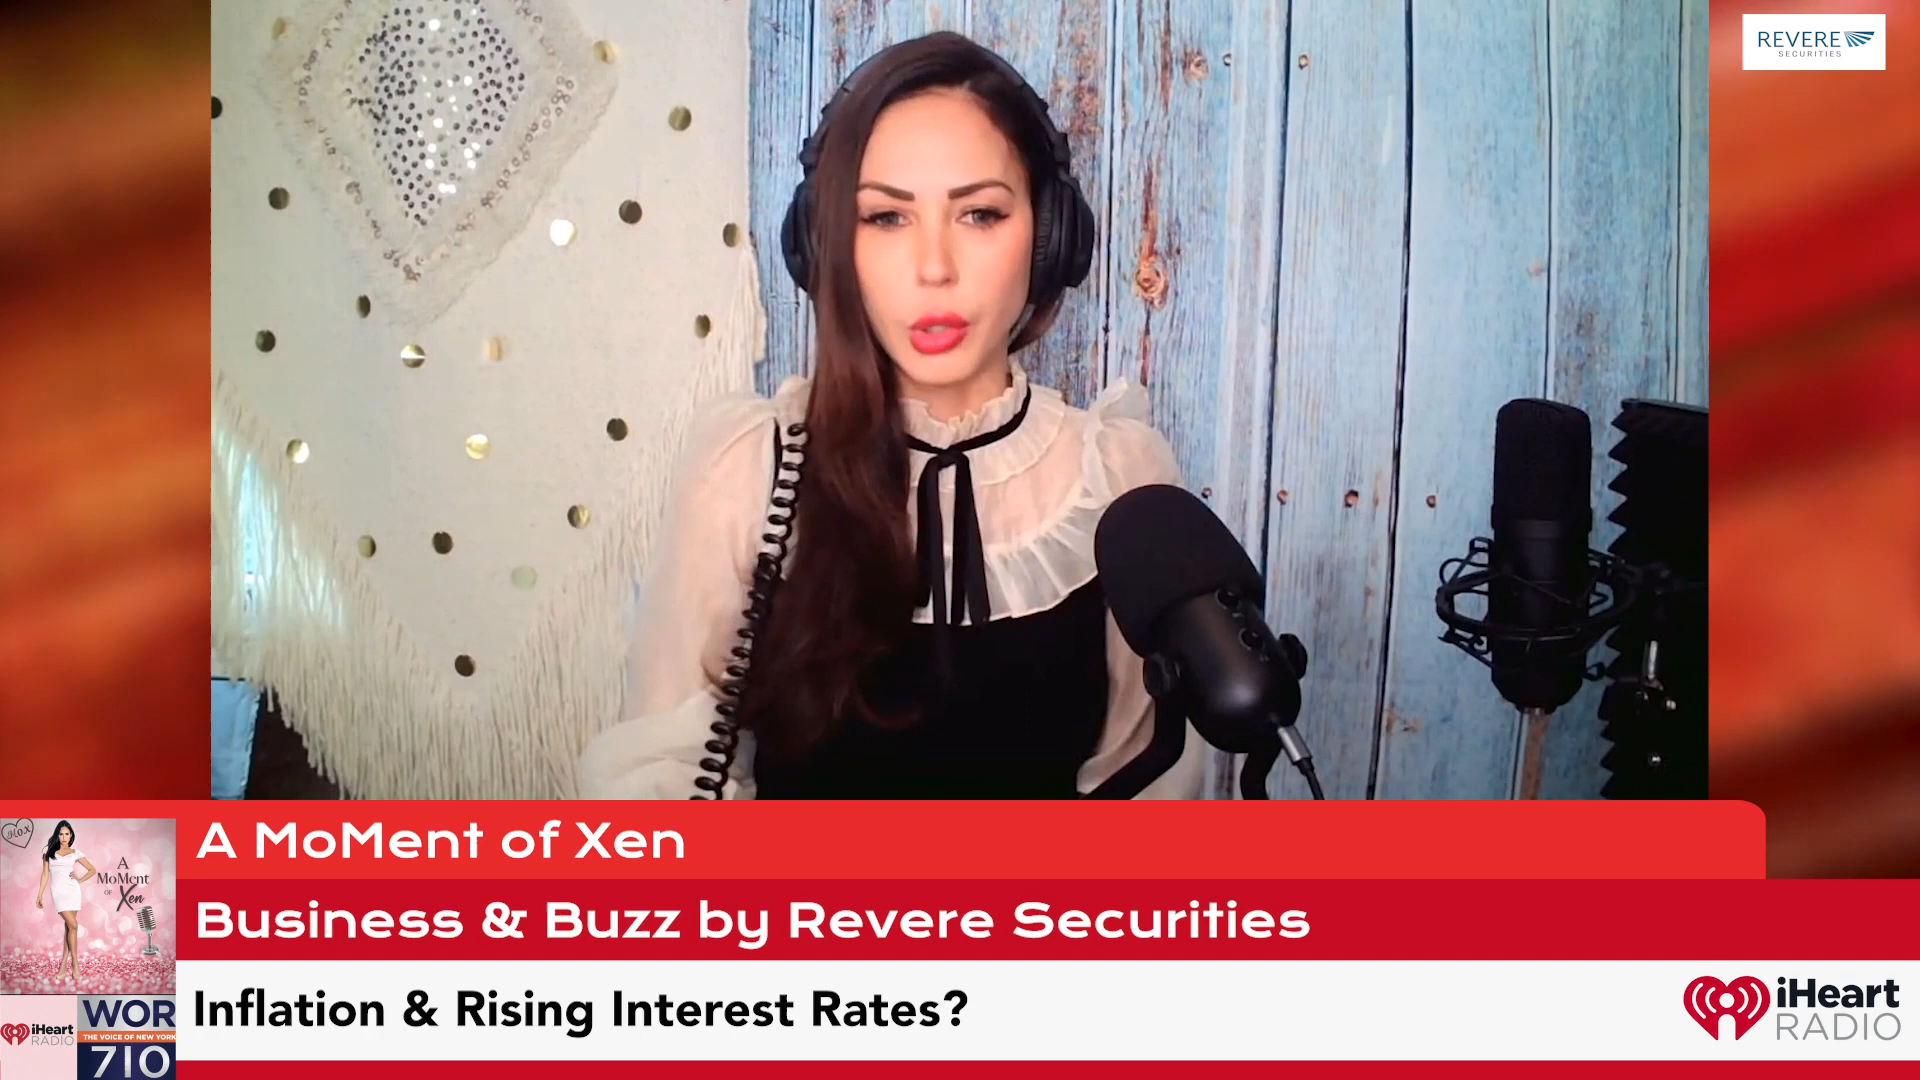 REVERE
SECURITIES
A MoMent of Xen
Business & Buzz by Revere Securities
Inflation & Rising Interest Rates?
M.O.X
A
MoMent
OF
Xen
iHeart
RADIO
WOR
THE VOICE OF NEW YORK
710
iHeart
RADIO